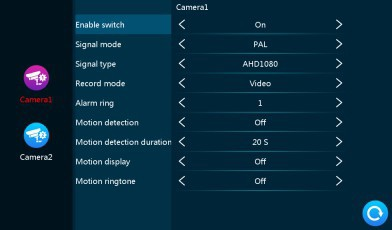 Camera1
Enable switch On
Signal mode PAL
Signal type AHD1080
Record mode Video
Alarm ring 1
Motion detection Off
Motion detection duration 20 S
Motion display Off
Motion ringtone Off
Camera1
Camera2